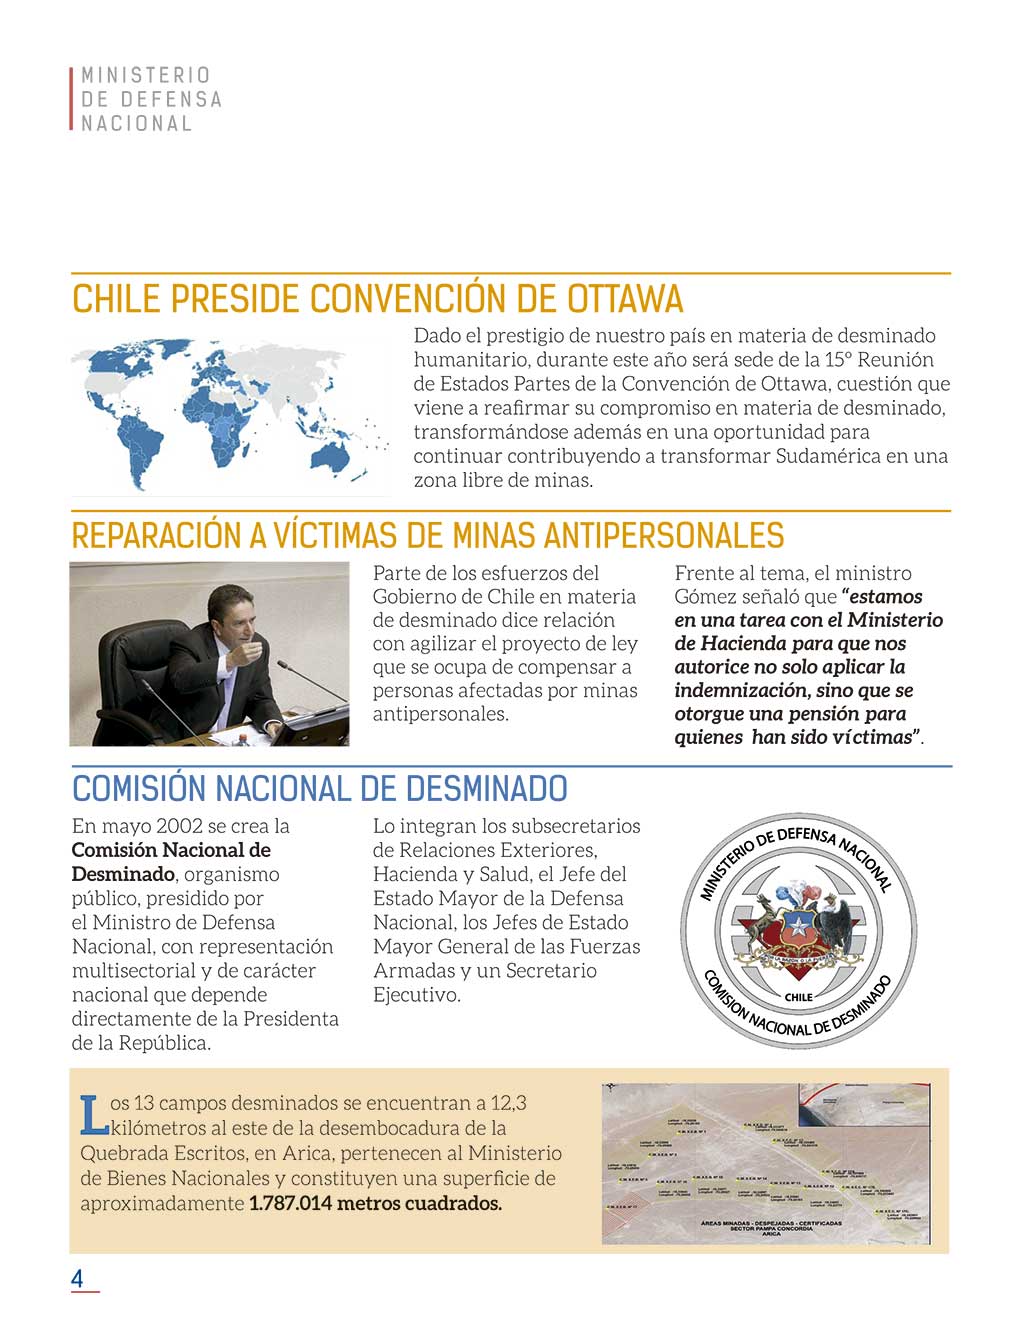 MINISTERIO
DE DEFENSA
NACIONAL
CHILE PRESIDE CONVENCIÓN DE OTTAWA
Dado el prestigio de nuestro país en materia de desminado
humanitario, durante este año será sede de la 15º Reunión
de Estados Partes de la Convención de Ottawa, cuestión que
viene a reafirmar su compromiso en materia de desminado,
transformándose además en una oportunidad para
continuar contribuyendo a transformar Sudamérica en una
zona libre de minas.
REPARACIÓN A VÍCTIMAS DE MINAS ANTIPERSONALES
Parte de los esfuerzos del
Gobierno de Chile en materia
de desminado dice relación
con agilizar el proyecto de ley
que se ocupa de compensar a
personas afectadas por minas
antipersonales.
Frente al tema, el ministro
Gómez señaló que “estamos
en una tarea con el Ministerio
de Hacienda para que nos
autorice no solo aplicar la
indemnización, sino que se
otorgue una pensión para
quienes han sido víctimas”.
COMISIÓN NACIONAL DE DESMINADO
En mayo 2002 se crea la
Comisión Nacional de
Desminado, organismo
público, presidido por
el Ministro de Defensa
Nacional, con representación
multisectorial y de carácter
nacional que depende
directamente de la Presidenta
de la República.
Lo integran los subsecretarios
de Relaciones Exteriores,
Hacienda y Salud, el Jefe del
Estado Mayor de la Defensa
Nacional, los Jefes de Estado
Mayor General de las Fuerzas
Armadas y un Secretario
Ejecutivo.
MINISTERIO DE DEFENSA NACIONAL
CHILE
COMISION NACIONAL DE DESMINADO
Los 13 campos desminados se encuentran a 12,3
kilómetros al este de la desembocadura de la
Quebrada Escritos, en Arica, pertenecen al Ministerio
de Bienes Nacionales y constituyen una superficie de
aproximadamente 1.787.014 metros cuadrados.
ÁREAS MINADAS - DESPEJADAS - CERTIFICADAS
SECTOR PAMPA CONCORDIA
ARICA
4